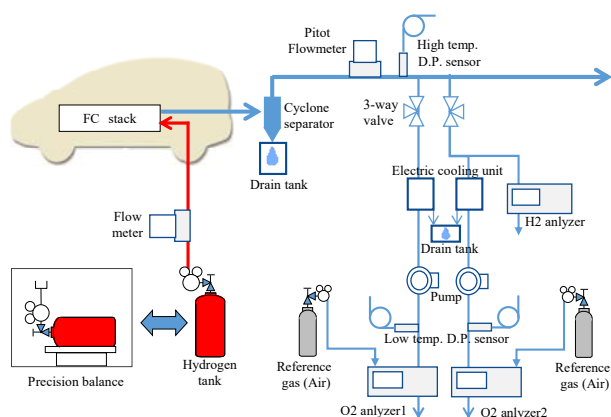 Pitot
Flowmeter
High temp.
D.P. sensor
FC stack
Cyclone
separator
3-way
valve
Drain tank
Electric cooling unit
Flow
meter
H2 anlyzer
Drain tank
Pump
Low temp. D.P. sensor
Precision balance
Hydrogen
tank
Reference
gas (Air)
Reference
gas (Air)
O2 anlyzer1
O2 anlyzer2